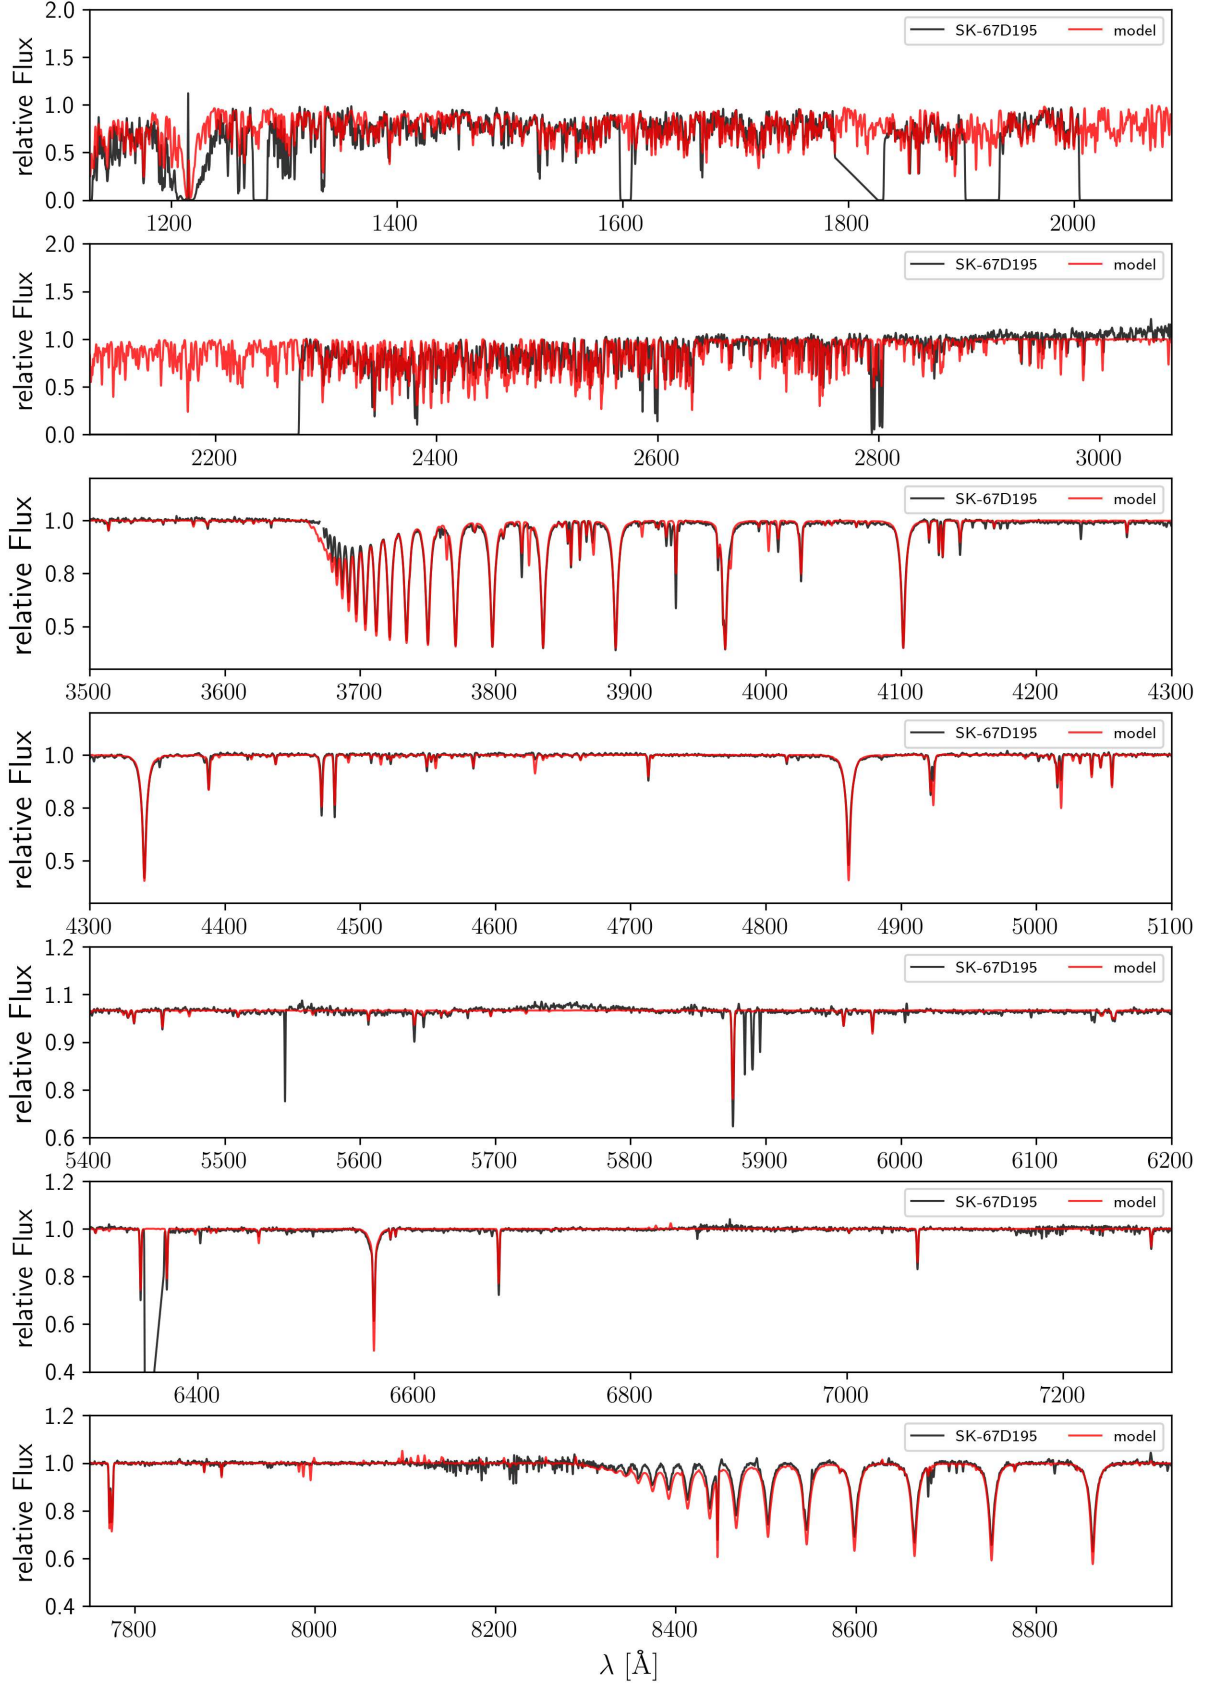 2.0
1.5
1.0
0.5
0.0
relative Flux
SK-67D195 model
1200 1400 1600 1800 2000
2.0
1.5
1.0
0.5
0.0
relative Flux
SK-67D195 model
2200 2400 2600 2800 3000
1.0
0.8
0.5
relative Flux
SK-67D195 model
3500 3600 3700 3800 3900 4000 4100 4200 4300
1.0
0.8
0.5
relative Flux
SK-67D195 model
4300 4400 4500 4600 4700 4800 4900 5000 5100
1.2
1.1
0.9
0.8
0.6
relative Flux
SK-67D195 model
5400 5500 5600 5700 5800 5900 6000 6100 6200
1.2
1.0
0.8
0.6
0.4
relative Flux
SK-67D195 model
6400 6600 6800 7000 7200
1.2
1.0
0.8
0.6
0.4
relative Flux
SK-67D195 model
7800 8000 8200 8400 8600 8800
λ [Å]